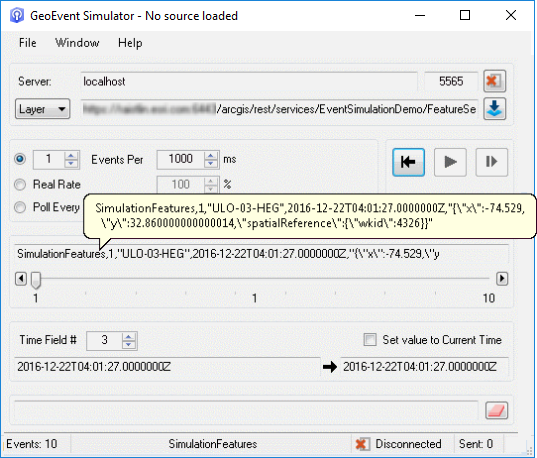 GeoEvent Simulator - No source loaded
File Window Help
Server: localhost 5565
Layer /arcgis/rest/services/EventSimulationDemo/FeatureSe
1 Events Per 1000 ms
Real Rate 100 %
Poll Every
SimulationFeatures,1,"ULO-03-HEG",2016-12-22T04:01:27.0000000Z,"{\"x\":-74.529,
\"y\":32.860000000000014,\"spatialReference\":{\"wkid\":4326}}"
SimulationFeatures,1,"ULO-03-HEG",2016-12-22T04:01:27.0000000Z,"{\"x\":-74.529,\"y
1 1 10
Time Field # 3 Set value to Current Time
2016-12-22T04:01:27.0000000Z 2016-12-22T04:01:27.0000000Z
Events: 10 SimulationFeatures Disconnected Sent: 0